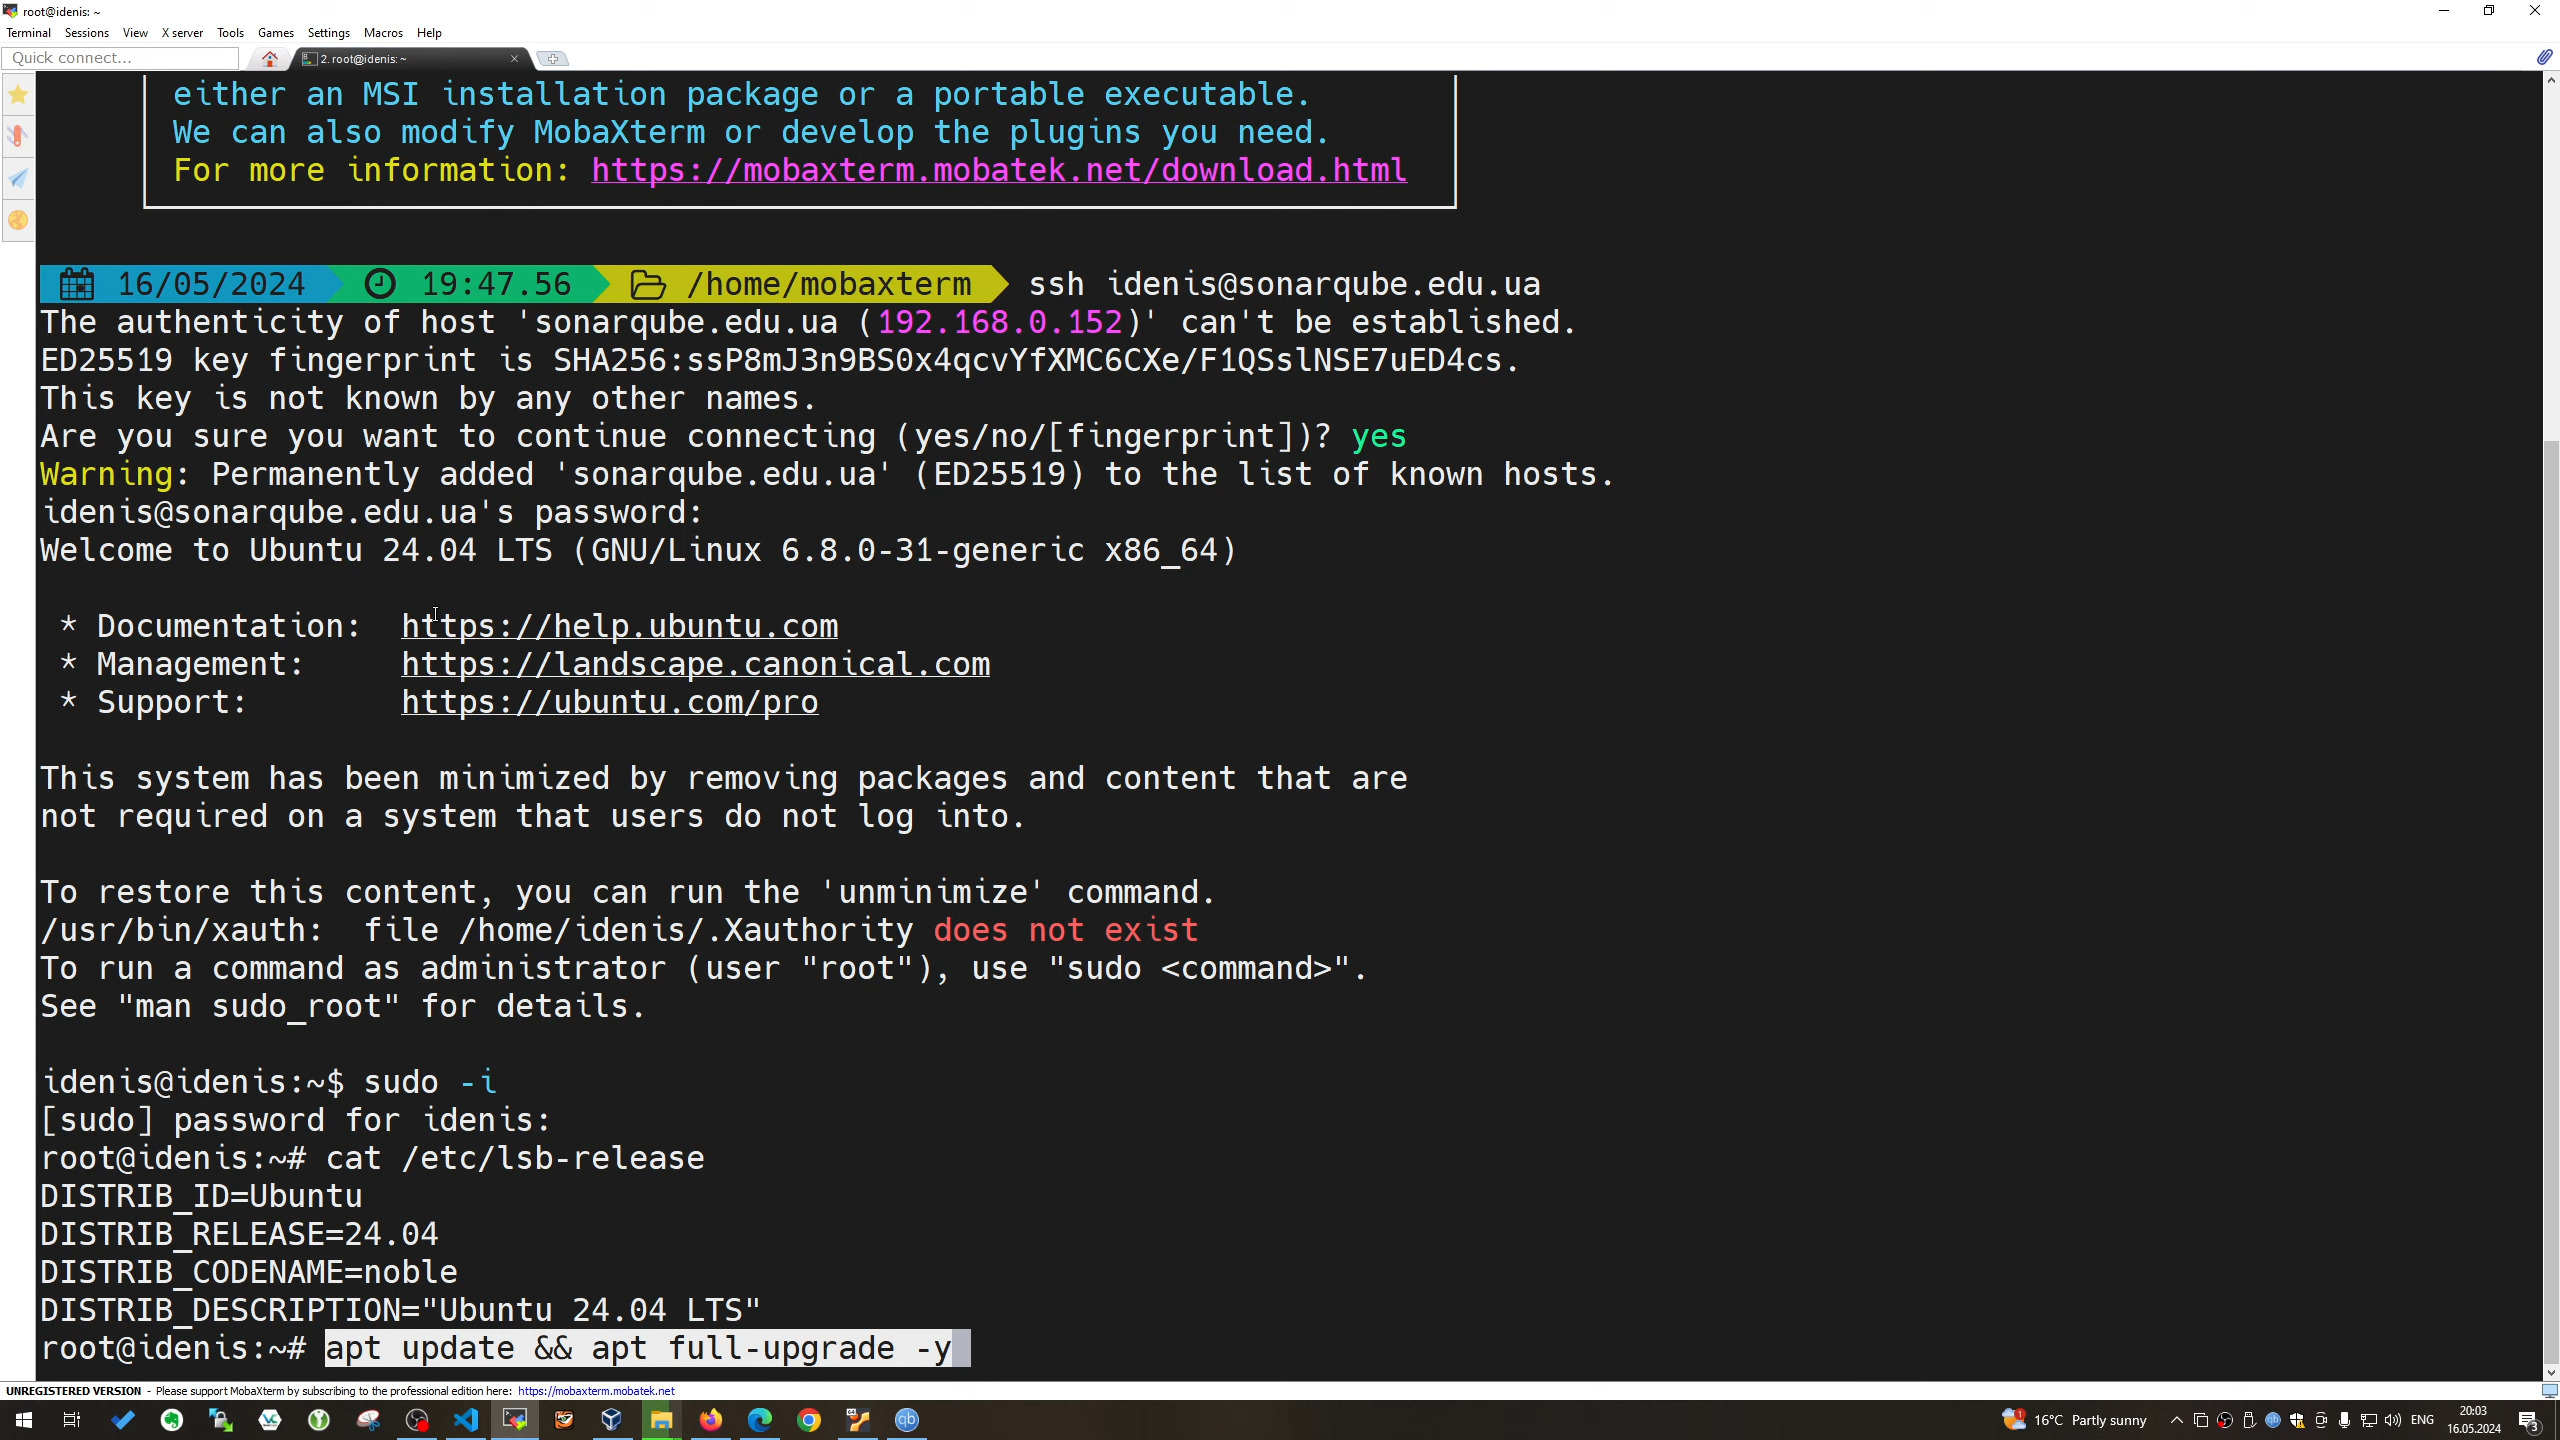 root@idenis: ~
Terminal Sessions View X server Tools Games Settings Macros Help
Quick connect...
2. root@idenis: ~
either an MSI installation package or a portable executable.
We can also modify MobaXterm or develop the plugins you need.
For more information: https://mobaxterm.mobatek.net/download.html
16/05/2024 19:47.56 /home/mobaxterm ssh idenis@sonarqube.edu.ua
The authenticity of host 'sonarqube.edu.ua (192.168.0.152)' can't be established.
ED25519 key fingerprint is SHA256:ssP8mJ3n9BS0x4qcvYfXMC6CXe/F1QSslNSE7uED4cs.
This key is not known by any other names.
Are you sure you want to continue connecting (yes/no/[fingerprint])? yes
Warning: Permanently added 'sonarqube.edu.ua' (ED25519) to the list of known hosts.
idenis@sonarqube.edu.ua's password:
Welcome to Ubuntu 24.04 LTS (GNU/Linux 6.8.0-31-generic x86_64)
* Documentation: https://help.ubuntu.com
* Management: https://landscape.canonical.com
* Support: https://ubuntu.com/pro
This system has been minimized by removing packages and content that are
not required on a system that users do not log into.
To restore this content, you can run the 'unminimize' command.
/usr/bin/xauth: file /home/idenis/.Xauthority does not exist
To run a command as administrator (user "root"), use "sudo <command>".
See "man sudo_root" for details.
idenis@idenis:~$ sudo -i
[sudo] password for idenis:
root@idenis:~# cat /etc/lsb-release
DISTRIB_ID=Ubuntu
DISTRIB_RELEASE=24.04
DISTRIB_CODENAME=noble
DISTRIB_DESCRIPTION="Ubuntu 24.04 LTS"
root@idenis:~# apt update && apt full-upgrade -y
UNREGISTERED VERSION - Please support MobaXterm by subscribing to the professional edition here: https://mobaxterm.mobatek.net
16°C Partly sunny ENG 20:03
16.05.2024
3